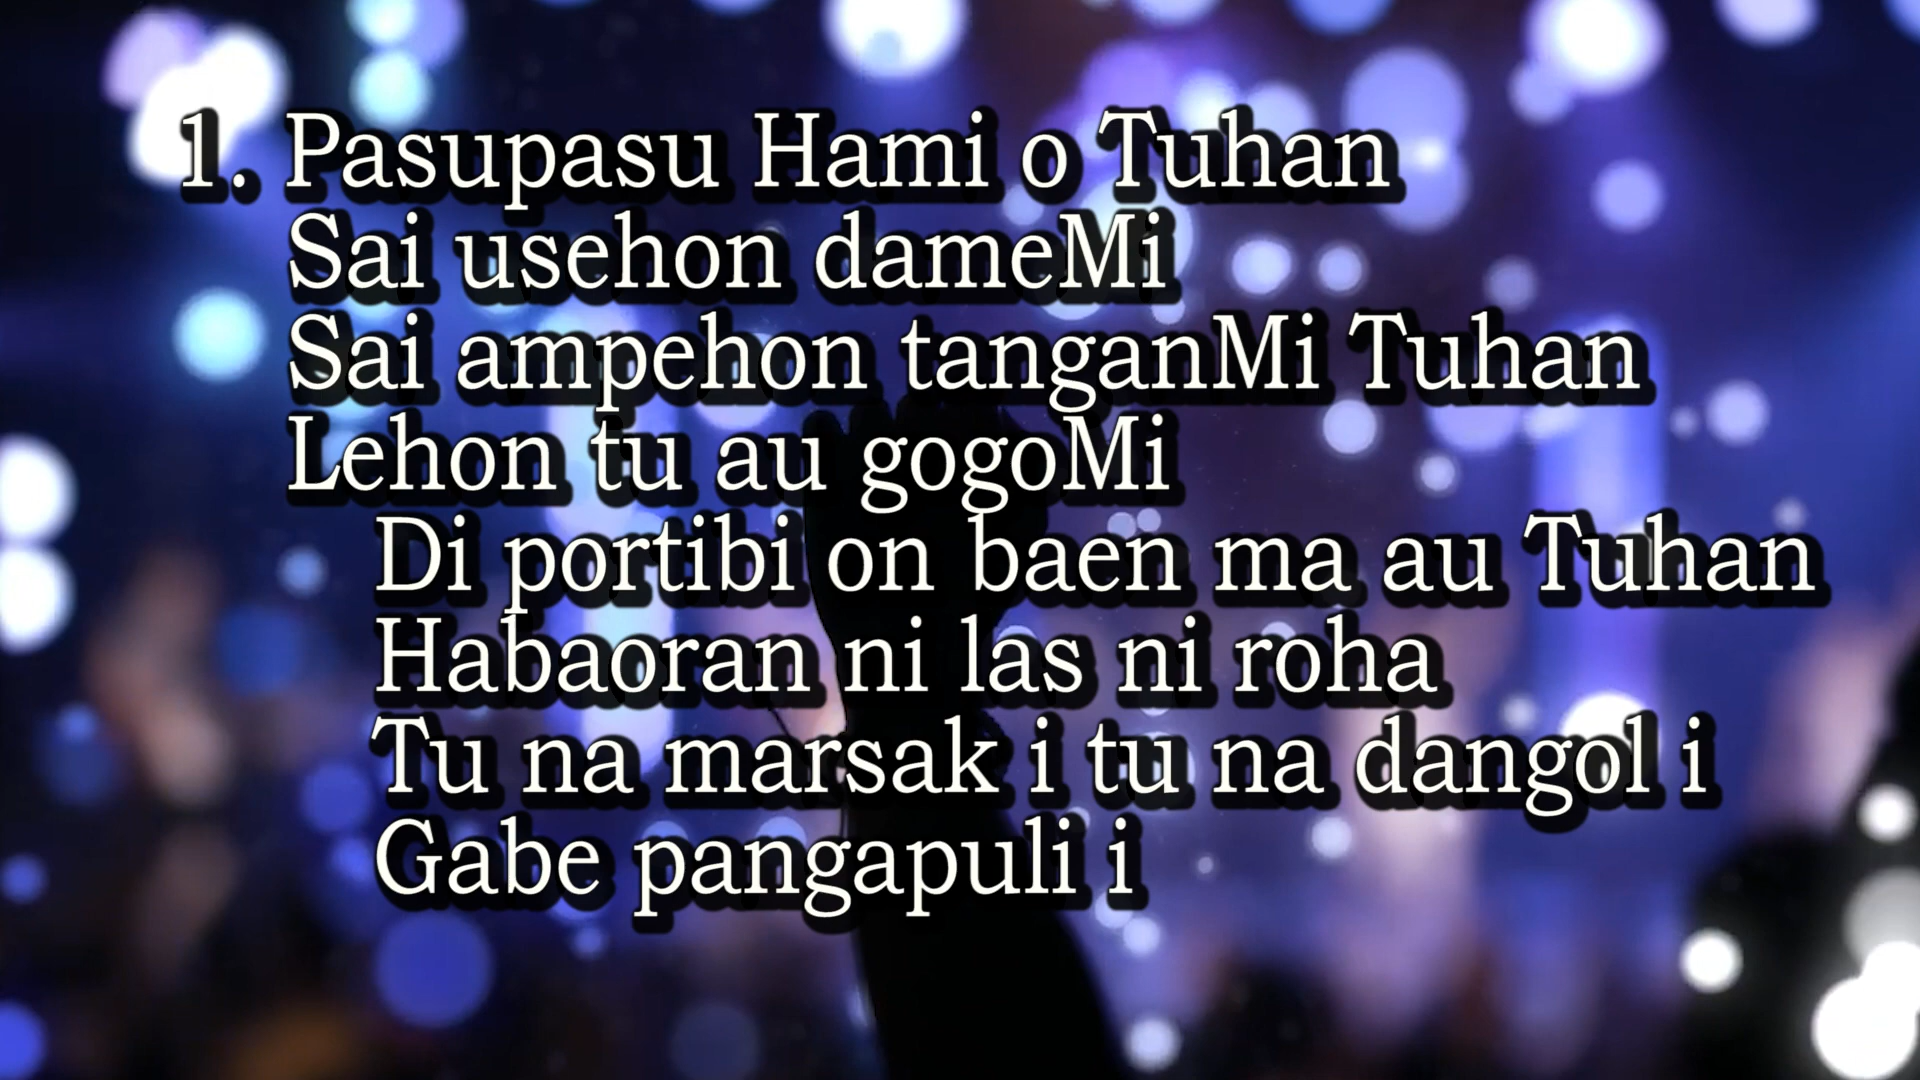 1. Pasupasu Hami o Tuhan
Sai usehon dameMi
Sai ampehon tanganMi Tuhan
Lehon tu au gogoMi
Di portibi on baen ma au Tuhan
Habaoran ni las ni roha
Tu na marsak i tu na dangol i
Gabe pangapuli i